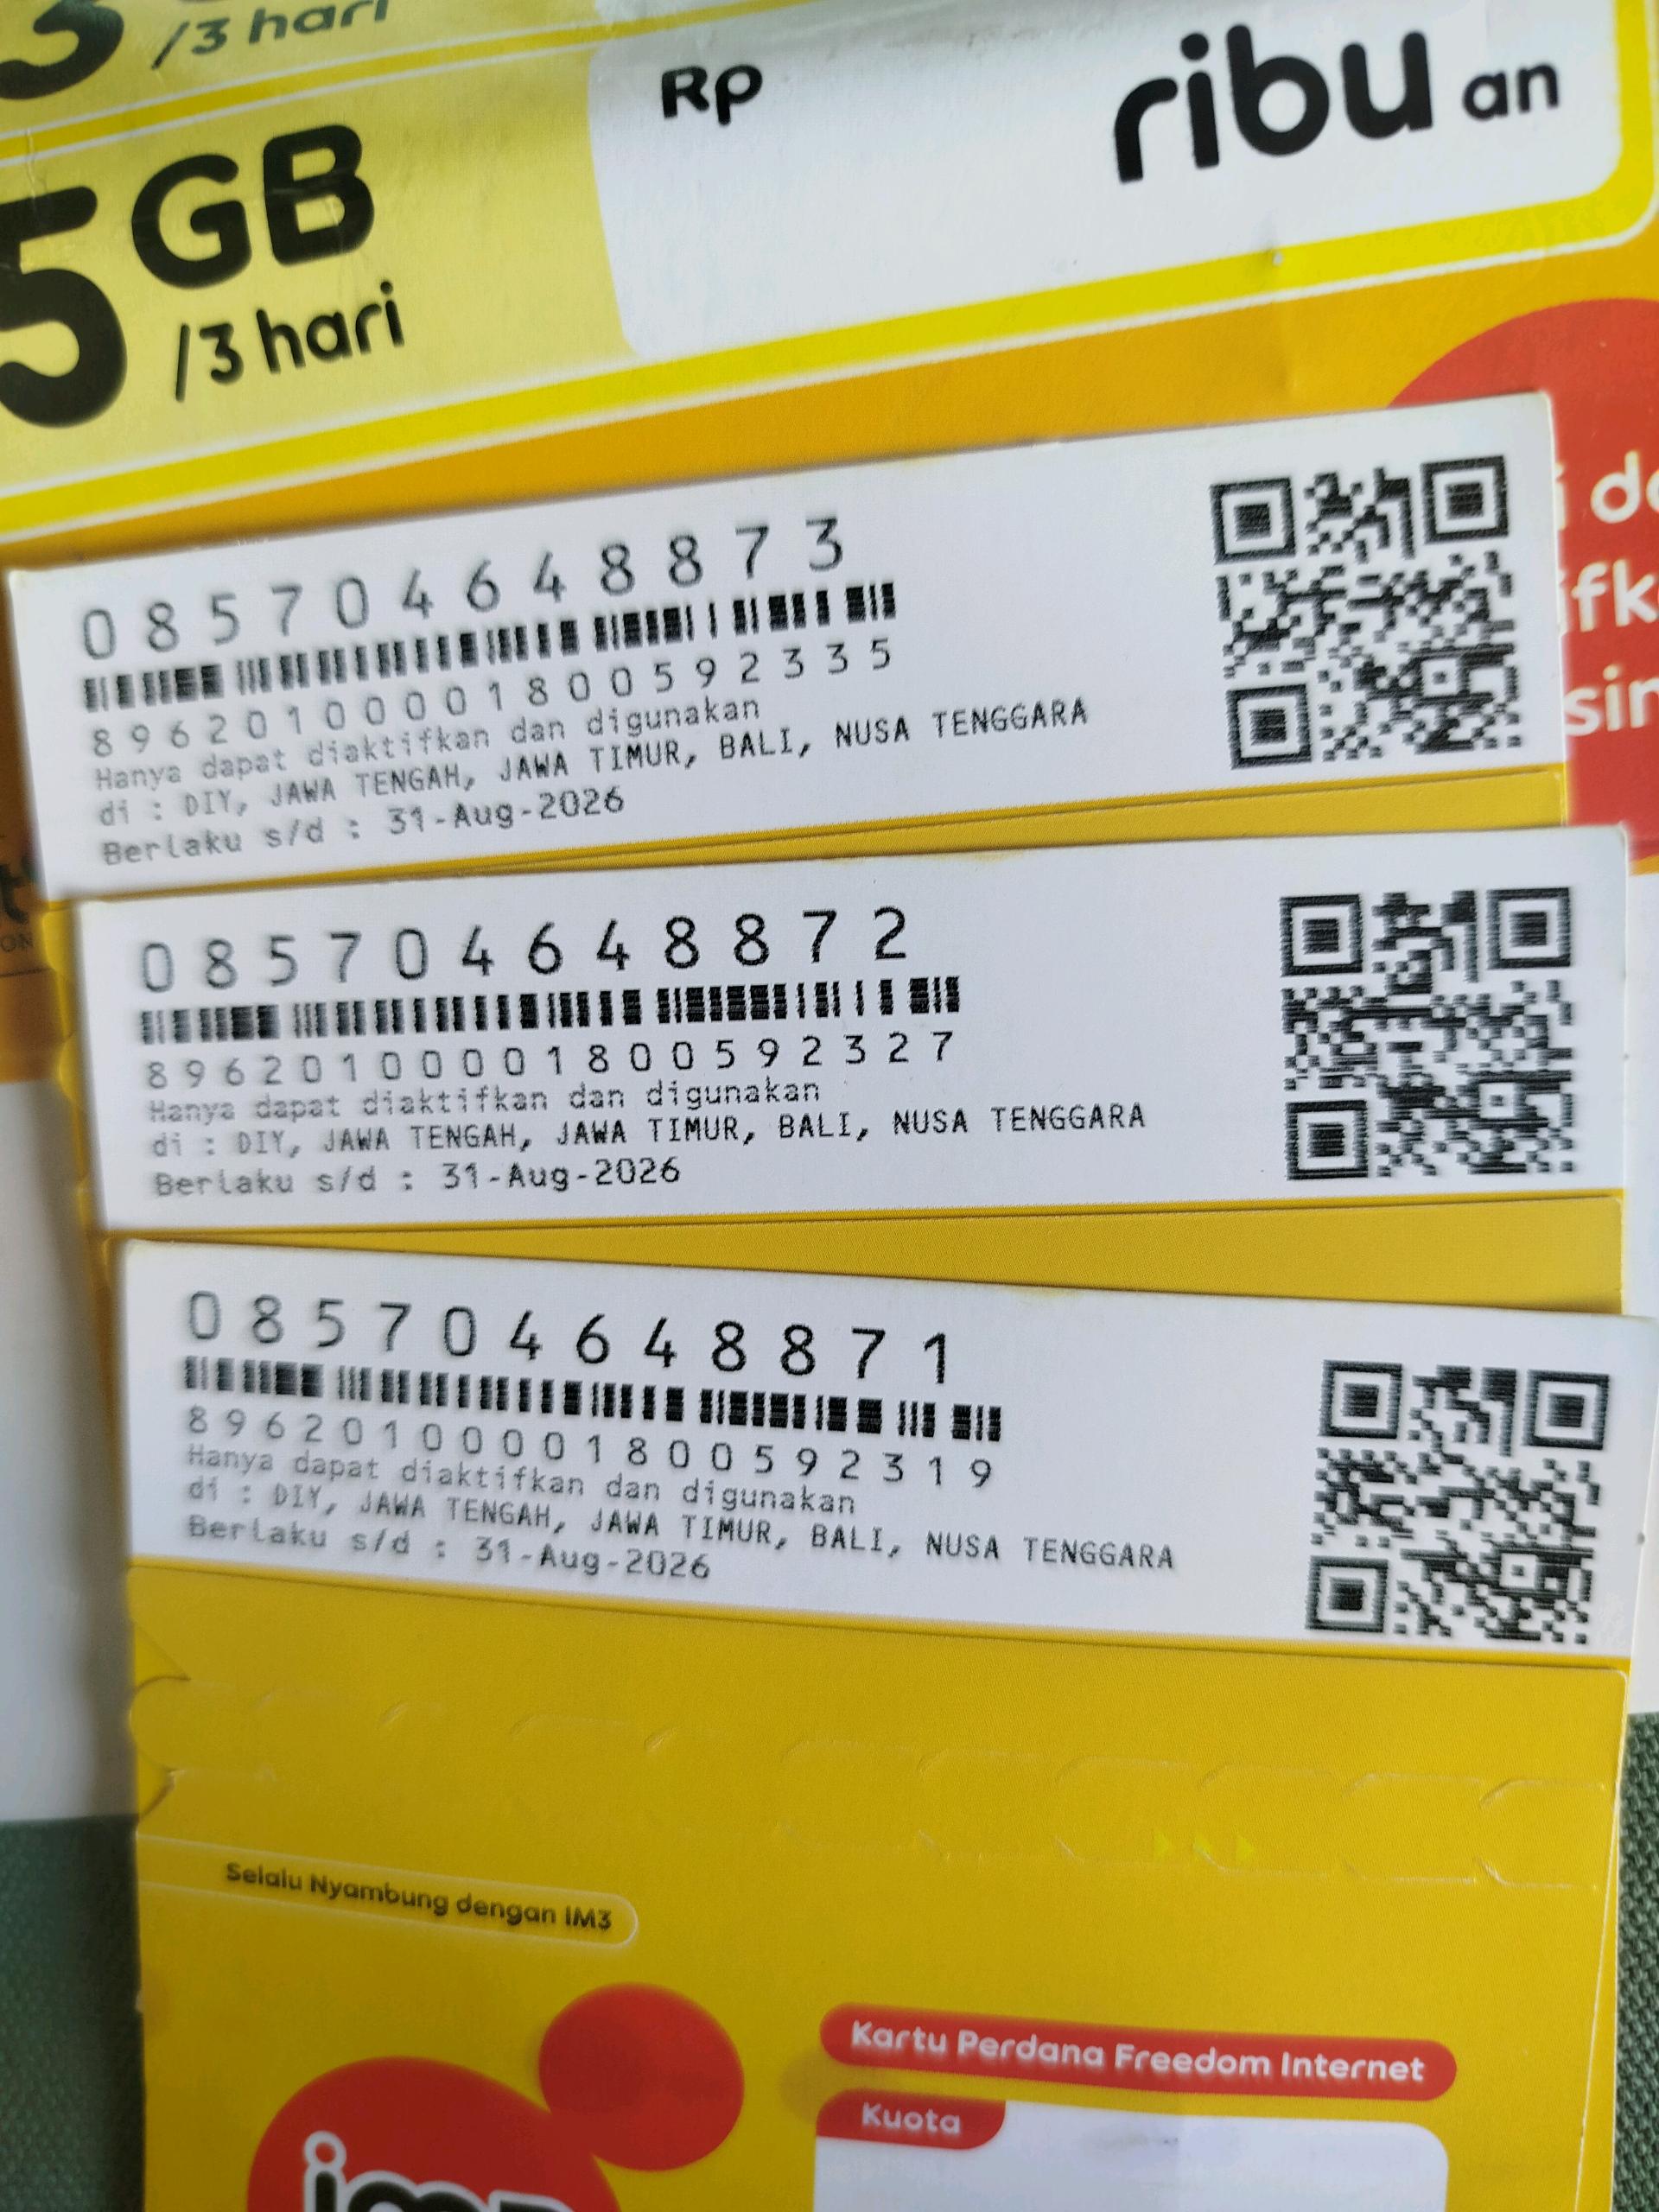 /3 hari
5 GB
/3 hari
Rp
ribu an
085704648873
89620100001800592335
Hanya dapat diaktifkan dan digunakan
di : DIY, JAWA TENGAH, JAWA TIMUR, BALI, NUSA TENGGARA
Berlaku s/d : 31-Aug-2026
085704648872
89620100001800592327
Hanya dapat diaktifkan dan digunakan
di : DIY, JAWA TENGAH, JAWA TIMUR, BALI, NUSA TENGGARA
Berlaku s/d : 31-Aug-2026
085704648871
89620100001800592319
Hanya dapat diaktifkan dan digunakan
di : DIY, JAWA TENGAH, JAWA TIMUR, BALI, NUSA TENGGARA
Berlaku s/d : 31-Aug-2026
Selalu Nyambung dengan IM3
Kartu Perdana Freedom Internet
Kuota